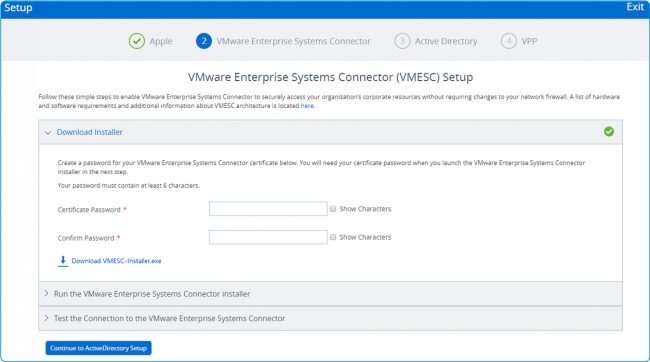 Setup
Exit
Apple
2 VMware Enterprise Systems Connector
3 Active Directory
4 VPP
VMware Enterprise Systems Connector (VMESC) Setup
Follow these simple steps to enable VMware Enterprise Systems Connector to securely access your organization's corporate resources without requiring changes to your network firewall. A list of hardware
and software requirements and additional information about VMESC architecture is located here.
Download Installer
Create a password for your VMware Enterprise Systems Connector certificate below. You will need your certificate password when you launch the VMware Enterprise Systems Connector
installer in the next step.
Your password must contain at least 6 characters.
Certificate Password *
Show Characters
Confirm Password *
Show Characters
Download VMESC-Installer.exe
Run the VMware Enterprise Systems Connector installer
Test the Connection to the VMware Enterprise Systems Connector
Continue to ActiveDirectory Setup